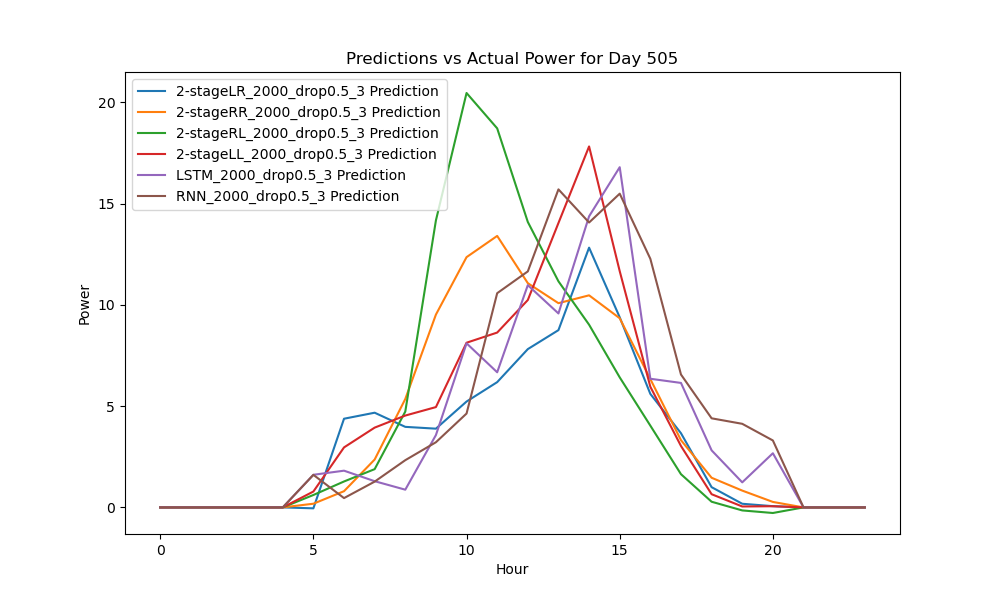 Predictions vs Actual Power for Day 505
2-stageLR_2000_drop0.5_3 Prediction
2-stageRR_2000_drop0.5_3 Prediction
2-stageRL_2000_drop0.5_3 Prediction
2-stageLL_2000_drop0.5_3 Prediction
LSTM_2000_drop0.5_3 Prediction
RNN_2000_drop0.5_3 Prediction
20
15
10
5
0
Power
0 5 10 15 20
Hour